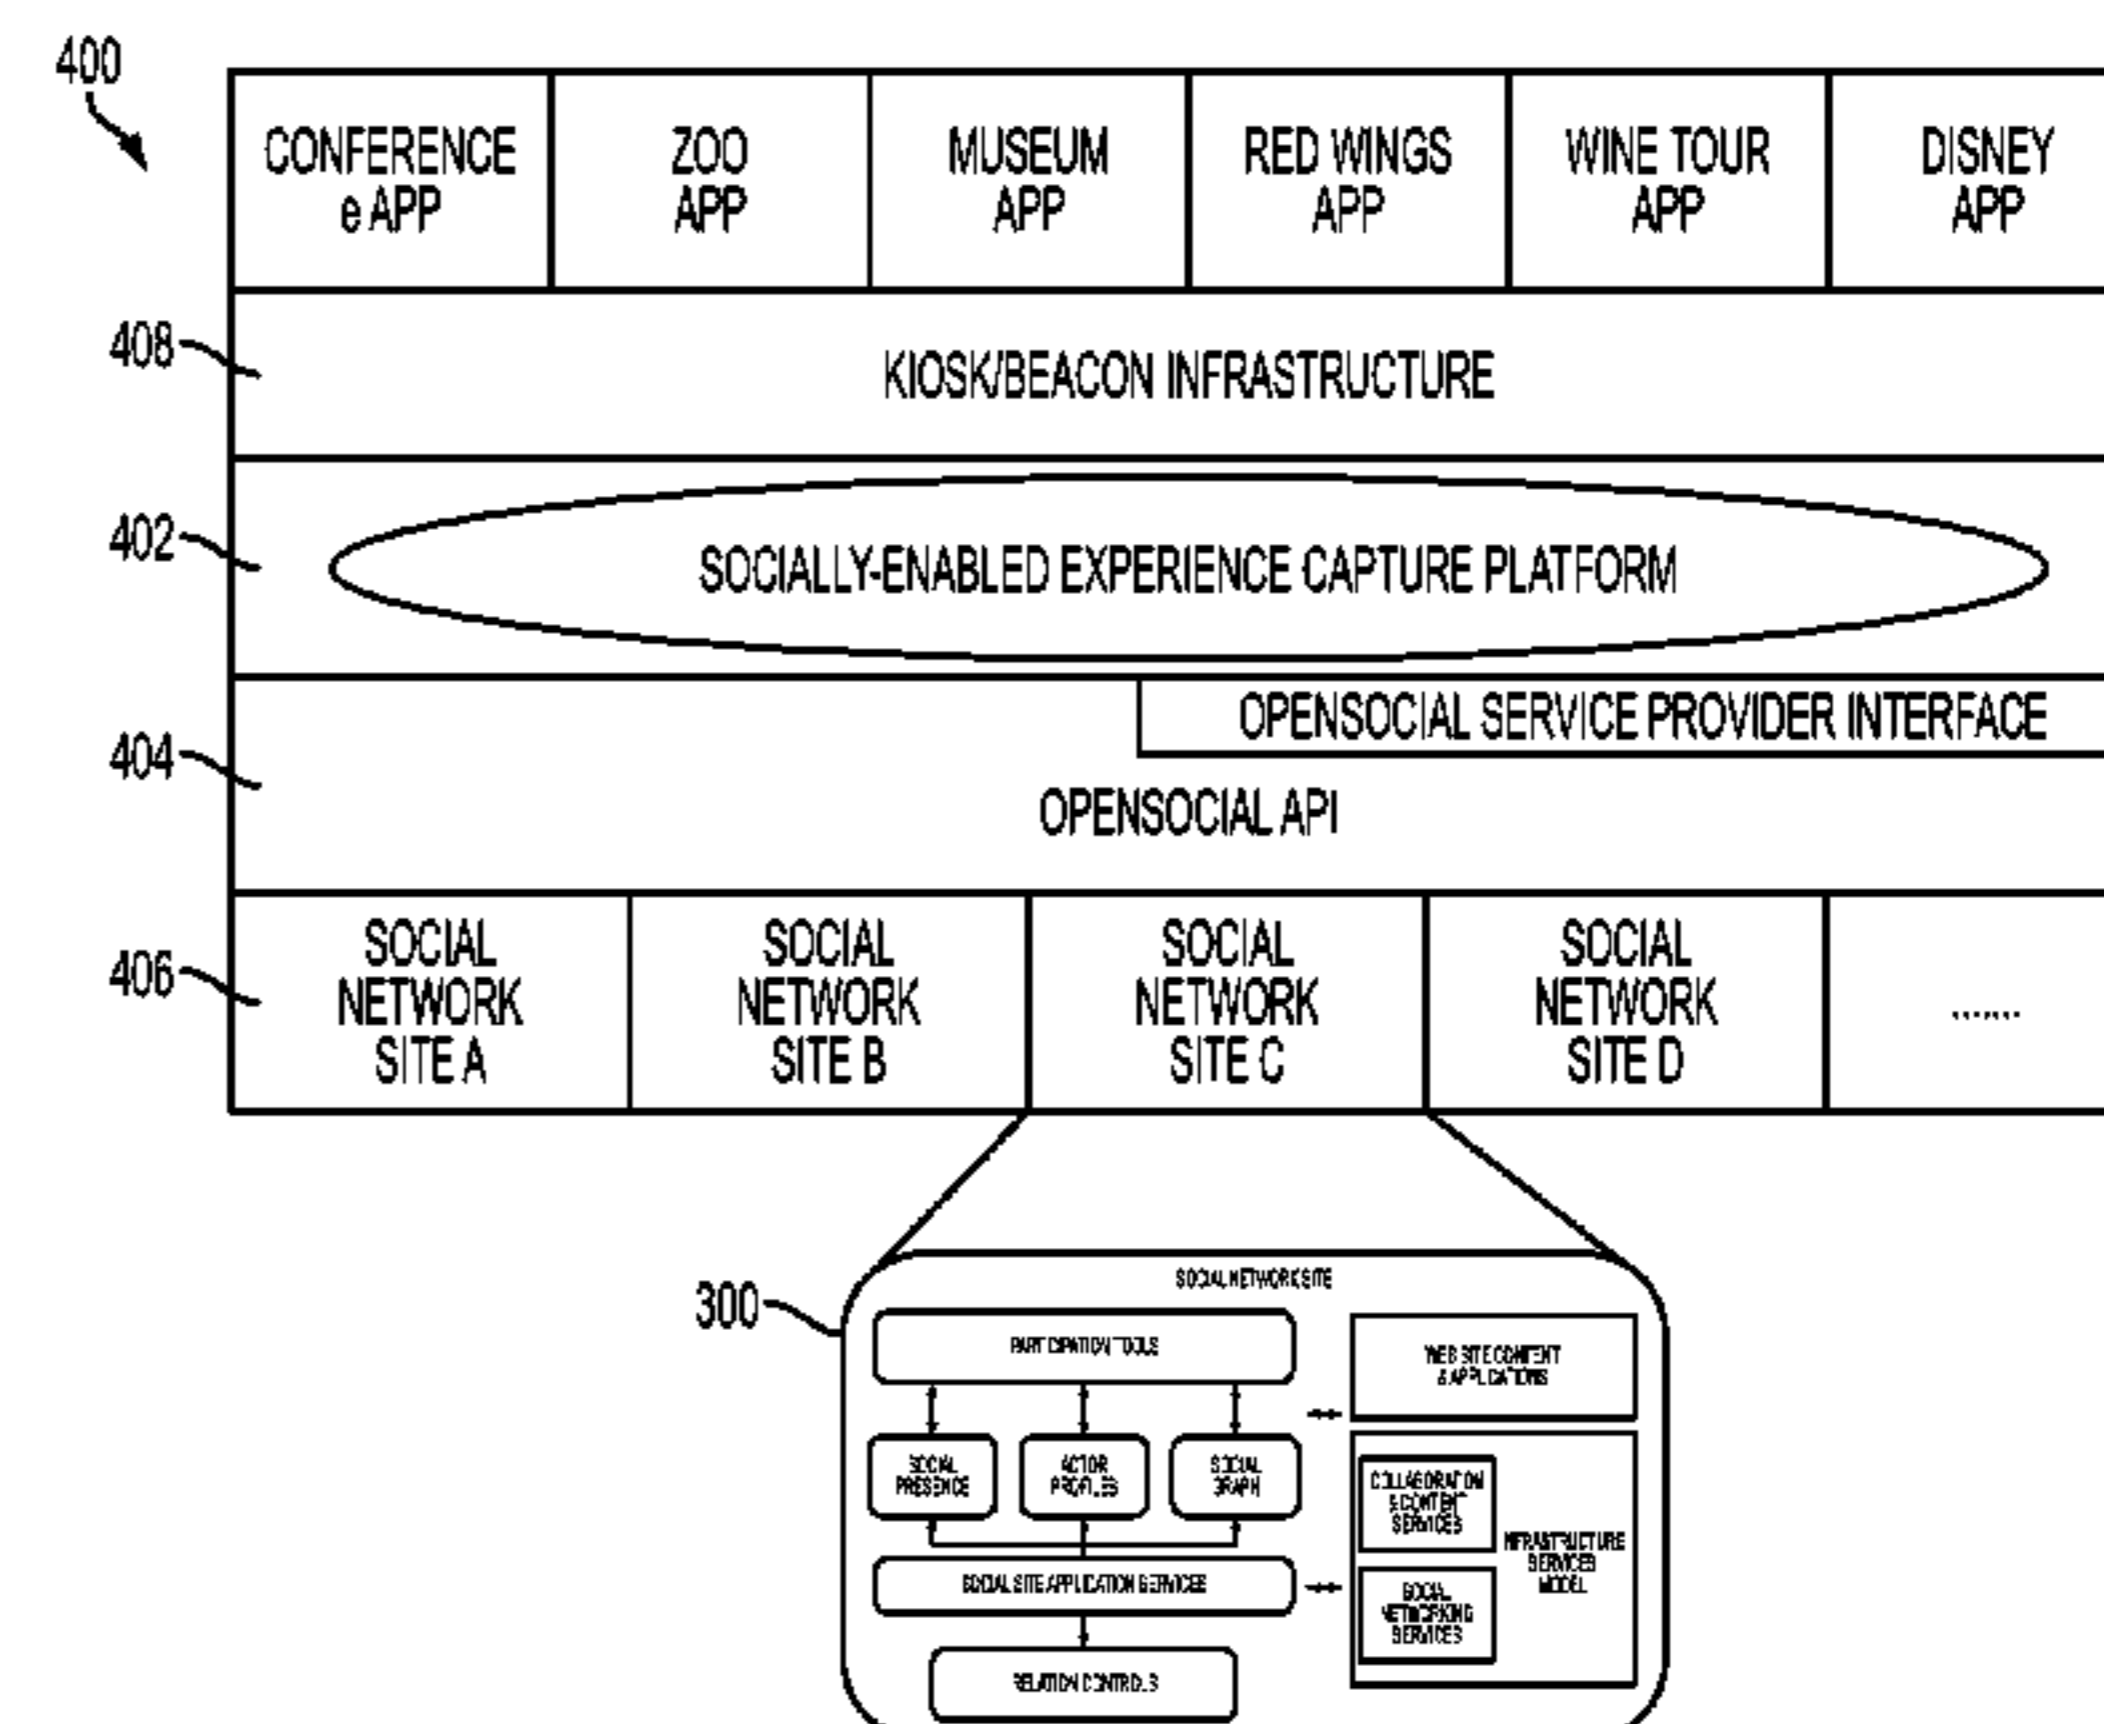 400
CONFERENCE
e APP
ZOO
APP
MUSEUM
APP
RED WINGS
APP
WINE TOUR
APP
DISNEY
APP
408
KIOSK/BEACON INFRASTRUCTURE
402
SOCIALLY-ENABLED EXPERIENCE CAPTURE PLATFORM
OPENSOCIAL SERVICE PROVIDER INTERFACE
404
OPENSOCIAL API
406
SOCIAL
NETWORK
SITE A
SOCIAL
NETWORK
SITE B
SOCIAL
NETWORK
SITE C
SOCIAL
NETWORK
SITE D
.......
300
SOCIAL NETWORK SITE
PARTICIPATION TOOLS
WEB SITE CONTENT
& APPLICATIONS
SOCIAL
PRESENCE
ACTOR
PROFILES
SOCIAL
GRAPH
COLLABORATION
& CONTENT
SERVICES
INFRASTRUCTURE
SERVICES
MODEL
SOCIAL SITE APPLICATION SERVICES
SOCIAL
NETWORKING
SERVICES
RELATION CONTROLS